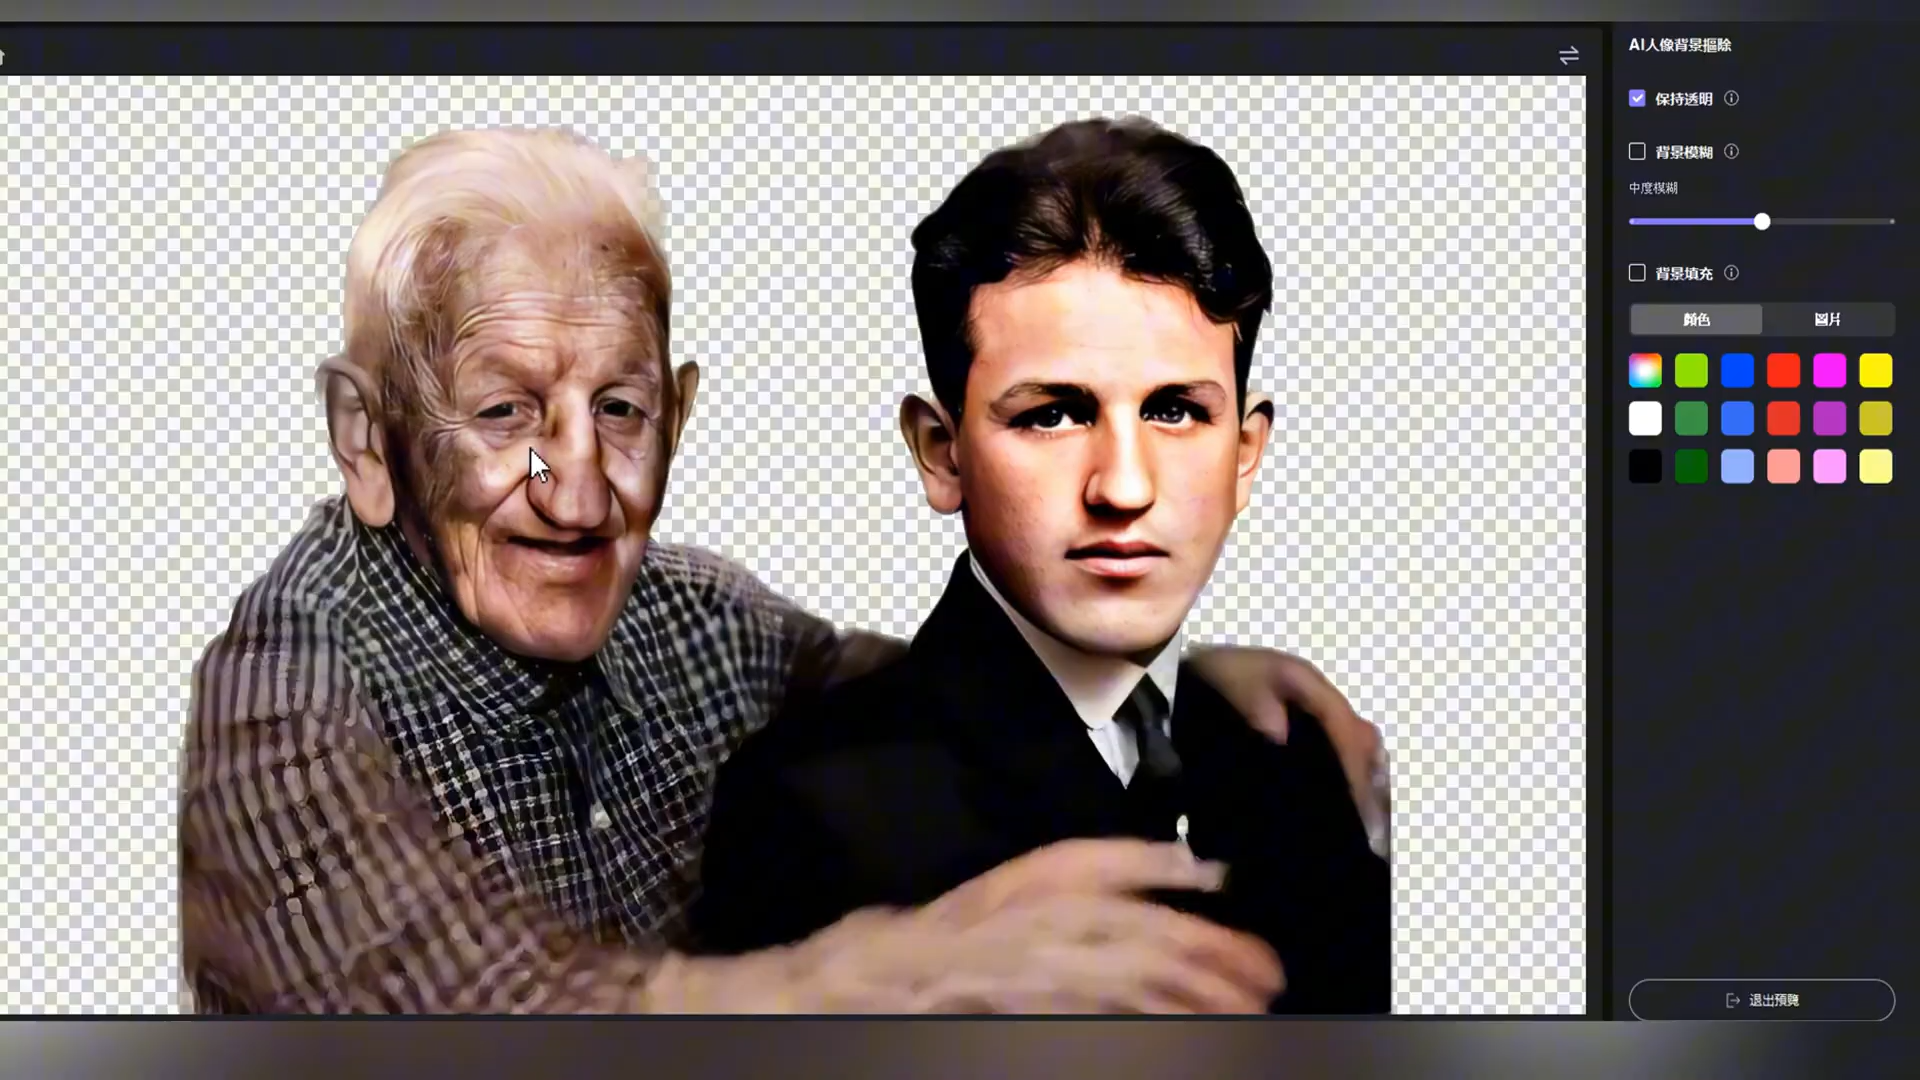 AI人像背景摳除
保持透明
背景模糊
中度模糊
背景填充
顏色
圖片
退出預覽